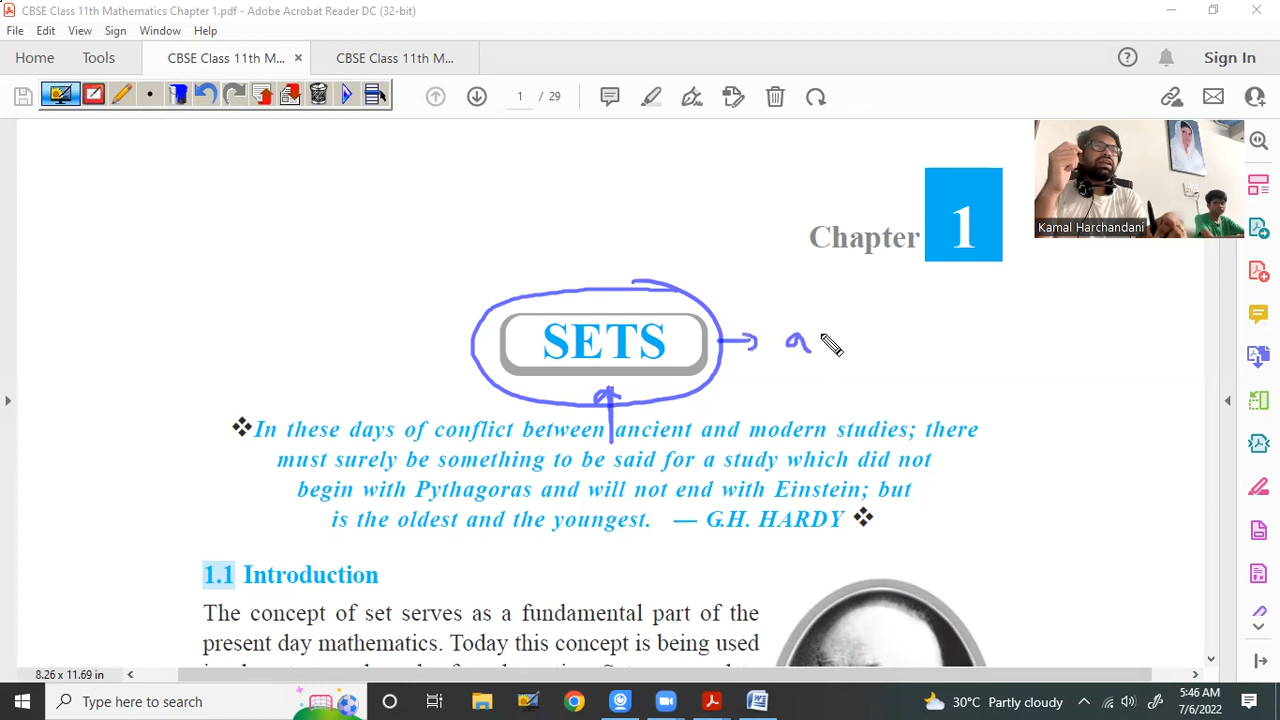 CBSE Class 11th Mathematics Chapter 1.pdf - Adobe Acrobat Reader DC (32-bit)
File Edit View Sign Window Help
Home Tools CBSE Class 11th M... × CBSE Class 11th M... Sign In
1 / 29
Kamal Harchandani
Chapter 1
SETS → a
❖In these days of conflict between ancient and modern studies; there
must surely be something to be said for a study which did not
begin with Pythagoras and will not end with Einstein; but
is the oldest and the youngest. — G.H. HARDY ❖
1.1 Introduction
The concept of set serves as a fundamental part of the
present day mathematics. Today this concept is being used
8.26 x 11.69 in
Type here to search
30°C Partly cloudy
5:46 AM
7/6/2022